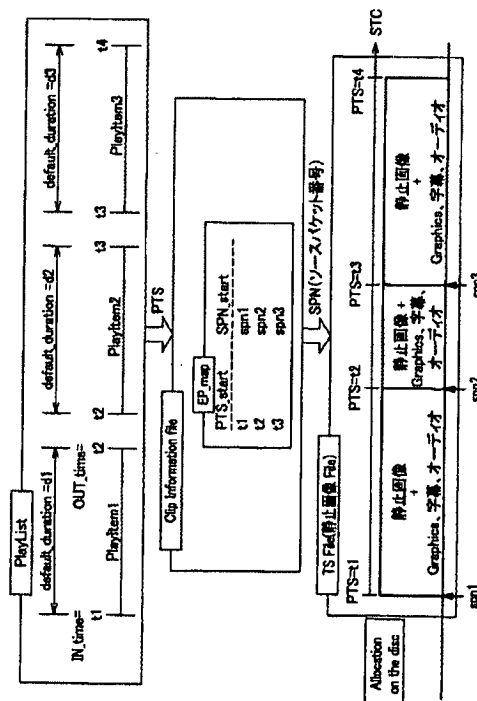 PlayList
default_duration =d1
default_duration =d2
default_duration =d3
IN_time=
OUT_time=
t1
t2
t2
t3
t3
t4
PlayItem1
PlayItem2
PlayItem3
PTS
Clip Information file
EP_map
PTS_start SPN_start
t1 spn1
t2 spn2
t3 spn3
SPN(ソースパケット番号)
TS File(静止画像 File)
PTS=t1
PTS=t2
PTS=t3
PTS=t4
STC
静止画像
+
Graphics、字幕、オーディオ
静止画像 +
Graphics、字幕、
オーディオ
静止画像
+
Graphics、字幕、オーディオ
Allocation
on the disc
spn1
spn2
spn3